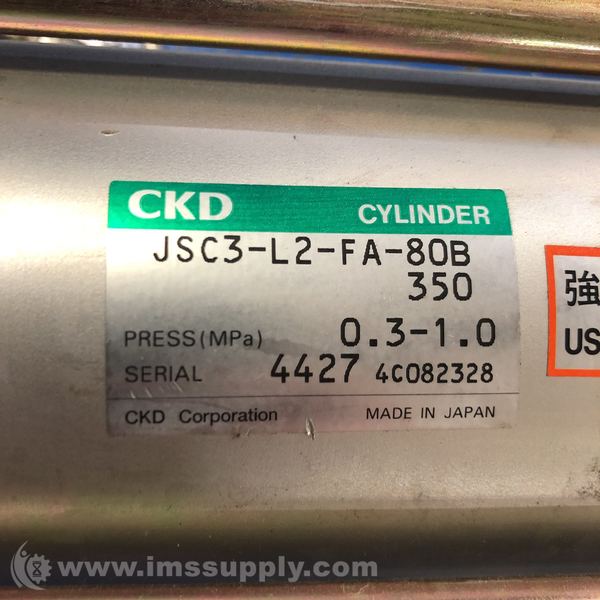 CKD CYLINDER
JSC3-L2-FA-80B
350
PRESS(MPa) 0.3-1.0
SERIAL 4427 4C082328
CKD Corporation MADE IN JAPAN
強
US
www.imssupply.com